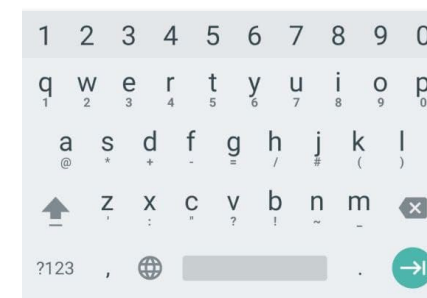 1 2 3 4 5 6 7 8 9 0
q w e r t y u i o p
1 2 3 4 5 6 7 8 9 0
a s d f g h j k l
@ * + - = / # ( )
z x c v b n m
' : " ? ! ~ _
?123 , .